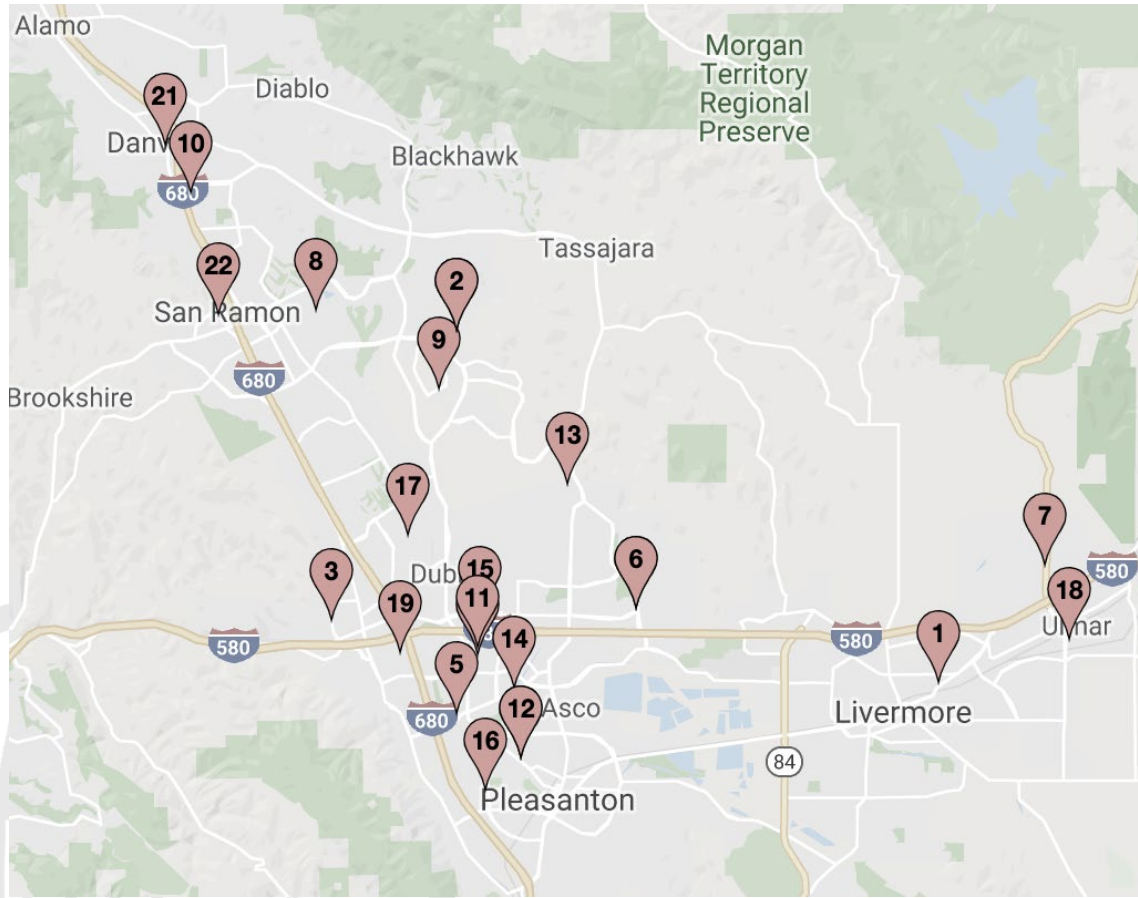 Alamo
21
Diablo
Morgan
Territory
Regional
Preserve
Danv
10
Blackhawk
680
Tassajara
22
8
2
San Ramon
9
680
Brookshire
13
17
7
15
6
3
Dub
580
11
19
18
14
1
Ulmar
580
580
5
12
Asco
680
Livermore
16
84
Pleasanton